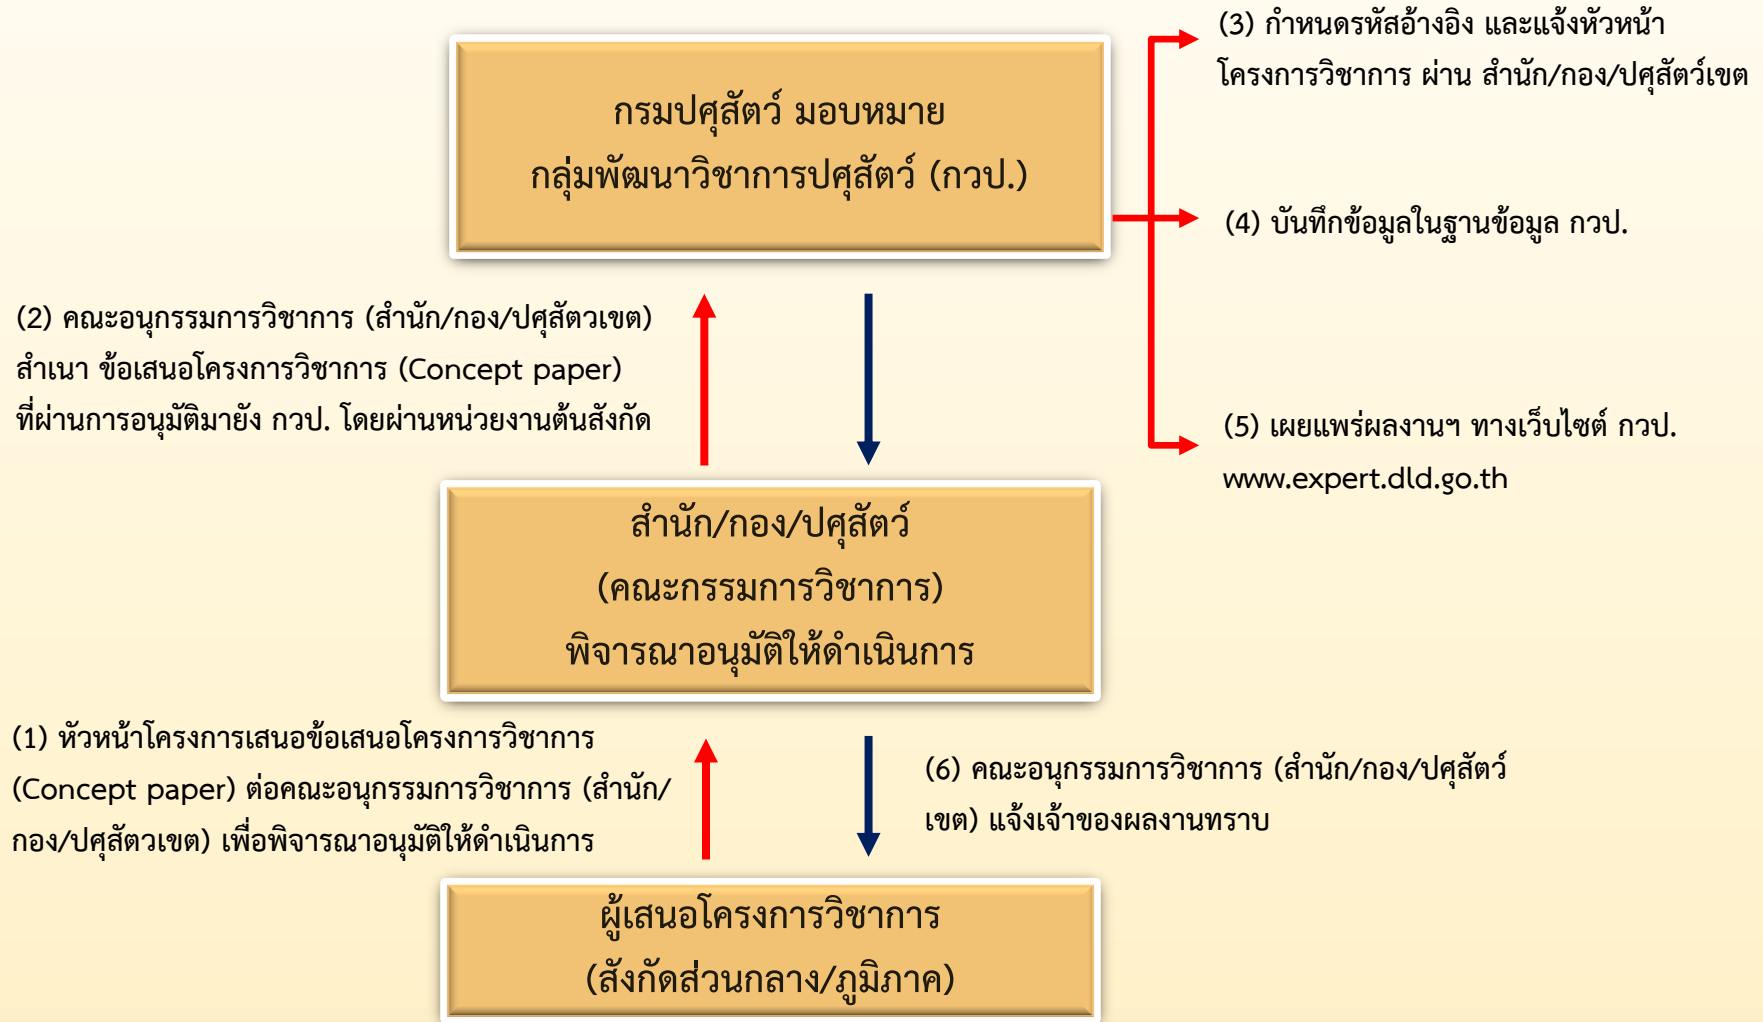 (3) กำหนดรหัสอ้างอิง และแจ้งหัวหน้า
โครงการวิชาการ ผ่าน สำนัก/กอง/ปศุสัตว์เขต
กรมปศุสัตว์ มอบหมาย
กลุ่มพัฒนาวิชาการปศุสัตว์ (กวป.)
(4) บันทึกข้อมูลในฐานข้อมูล กวป.
(2) คณะอนุกรรมการวิชาการ (สำนัก/กอง/ปศุสัตวเขต)
สำเนา ข้อเสนอโครงการวิชาการ (Concept paper)
ที่ผ่านการอนุมัติมายัง กวป. โดยผ่านหน่วยงานต้นสังกัด
(5) เผยแพร่ผลงานฯ ทางเว็บไซต์ กวป.
www.expert.dld.go.th
สำนัก/กอง/ปศุสัตว์
(คณะกรรมการวิชาการ)
พิจารณาอนุมัติให้ดำเนินการ
(1) หัวหน้าโครงการเสนอข้อเสนอโครงการวิชาการ
(Concept paper) ต่อคณะอนุกรรมการวิชาการ (สำนัก/
กอง/ปศุสัตวเขต) เพื่อพิจารณาอนุมัติให้ดำเนินการ
(6) คณะอนุกรรมการวิชาการ (สำนัก/กอง/ปศุสัตว์
เขต) แจ้งเจ้าของผลงานทราบ
ผู้เสนอโครงการวิชาการ
(สังกัดส่วนกลาง/ภูมิภาค)